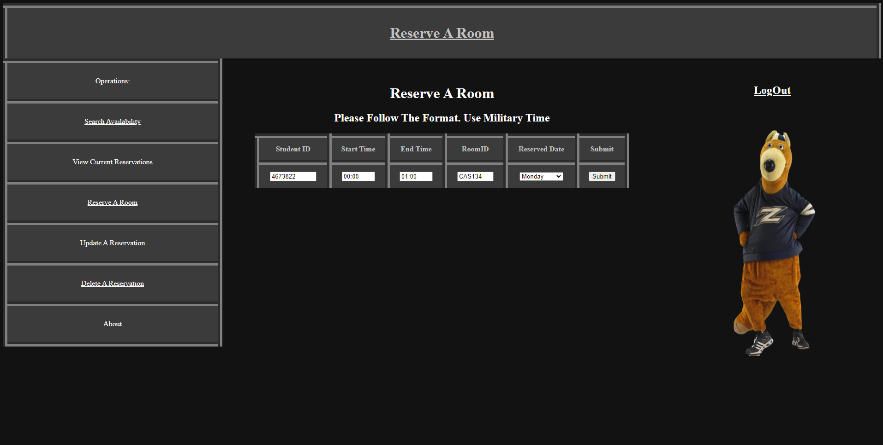 Reserve A Room
Operations:
Search Availability
View Current Reservations
Reserve A Room
Update A Reservation
Delete A Reservation
About
Reserve A Room
Please Follow The Format. Use Military Time
Student ID Start Time End Time RoomID Reserved Date Submit
4673822 00:00 01:00 CAS134 Monday Submit
LogOut
Z